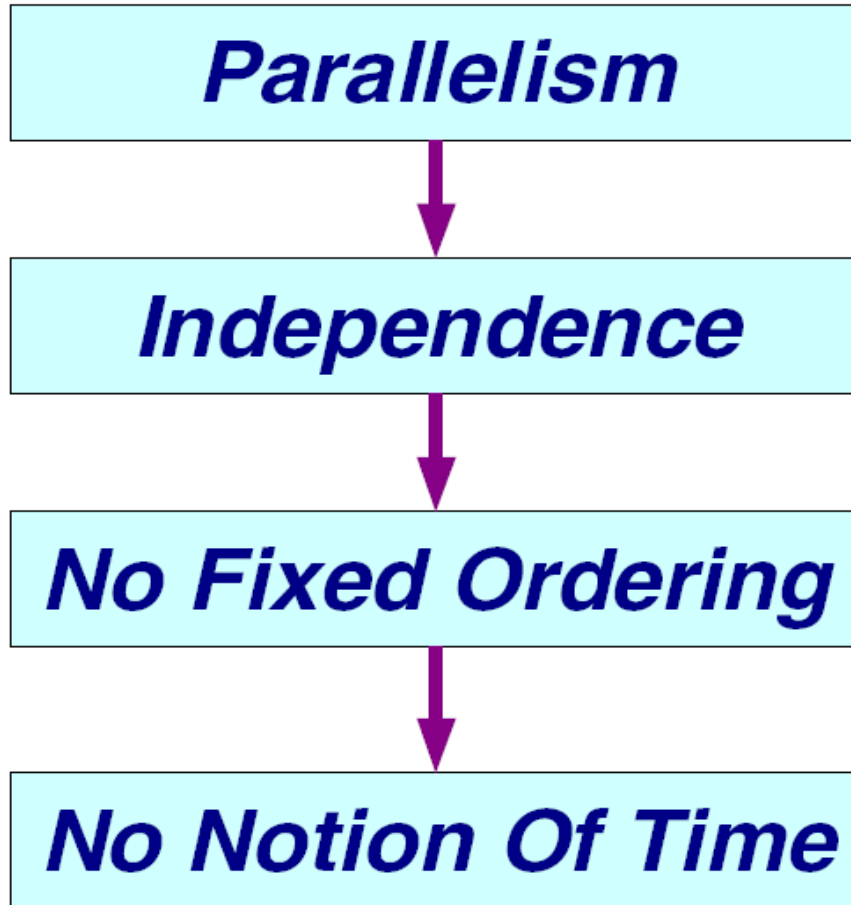 Parallelism
Independence
No Fixed Ordering
No Notion Of Time